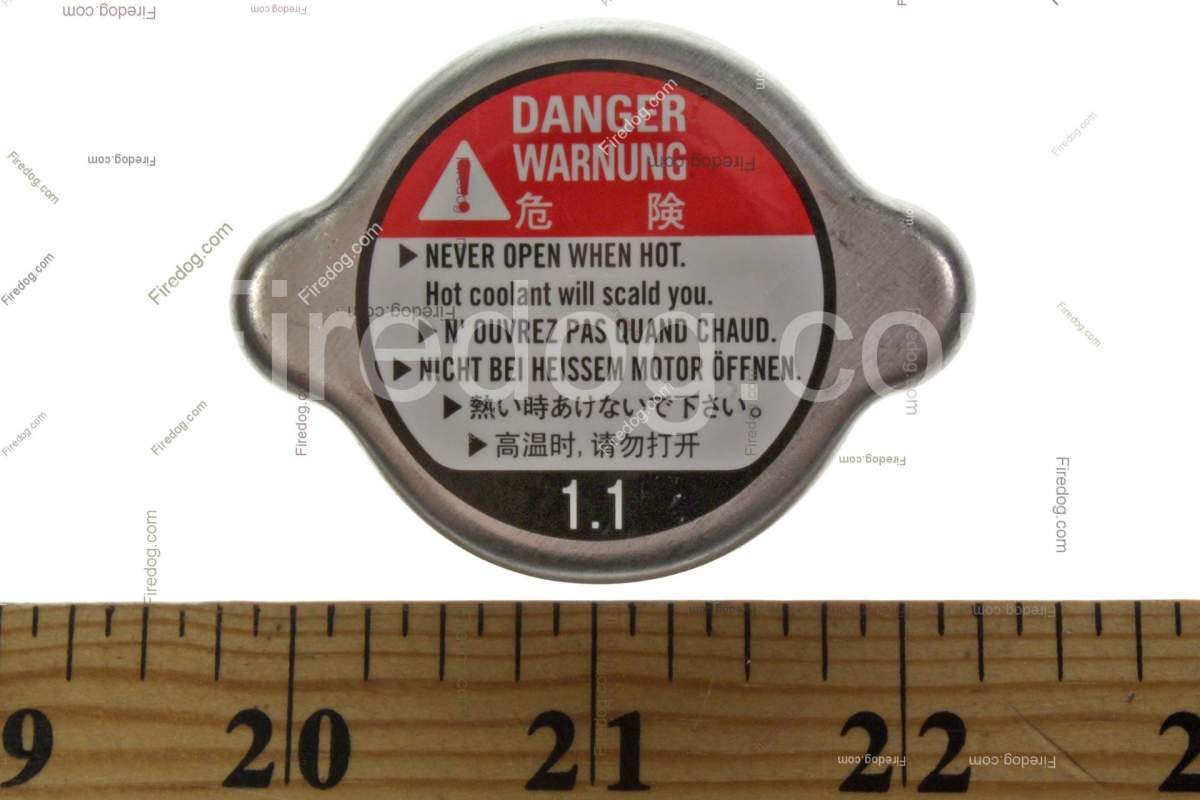 DANGER
WARNUNG
危 険
▶ NEVER OPEN WHEN HOT.
Hot coolant will scald you.
▶ N' OUVREZ PAS QUAND CHAUD.
▶ NICHT BEI HEISSEM MOTOR ÖFFNEN.
▶ 熱い時あけないで下さい。
▶ 高温时, 请勿打开
1.1
Firedog.com
9 20 21 22 2